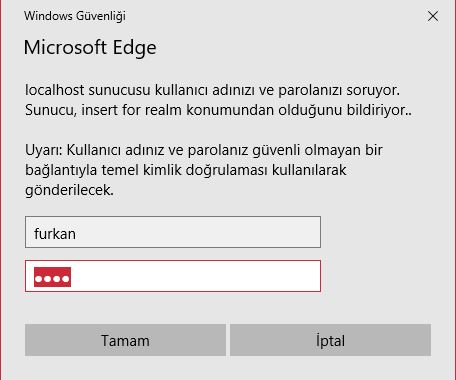 Windows Güvenliği
Microsoft Edge
localhost sunucusu kullanıcı adınızı ve parolanızı soruyor.
Sunucu, insert for realm konumundan olduğunu bildiriyor..
Uyarı: Kullanıcı adınız ve parolanız güvenli olmayan bir
bağlantıyla temel kimlik doğrulaması kullanılarak
gönderilecek.
furkan
••••
Tamam İptal